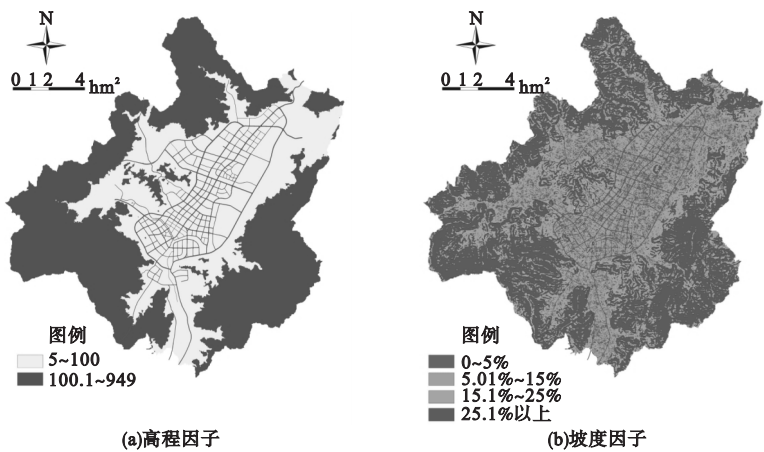 N
0 1 2 4 hm²
图例
5~100
100.1~949
(a)高程因子
N
0 1 2 4 hm²
图例
0~5%
5.01%~15%
15.1%~25%
25.1%以上
(b)坡度因子